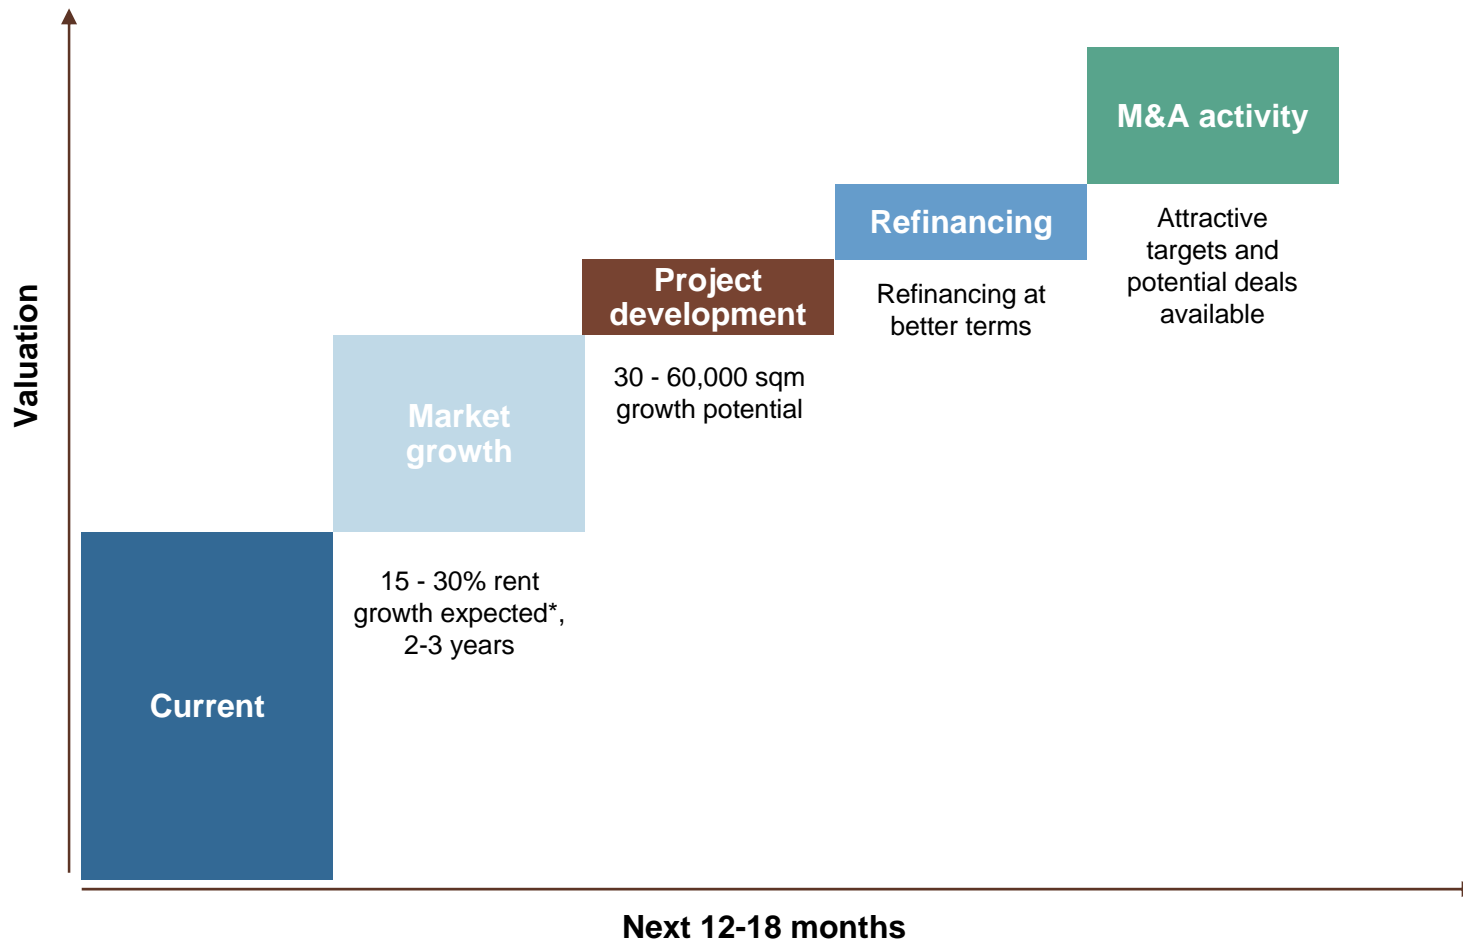 Valuation
Current
Market
growth
15 - 30% rent
growth expected*,
2-3 years
Project
development
30 - 60,000 sqm
growth potential
Refinancing
Refinancing at
better terms
M&A activity
Attractive
targets and
potential deals
available
Next 12-18 months